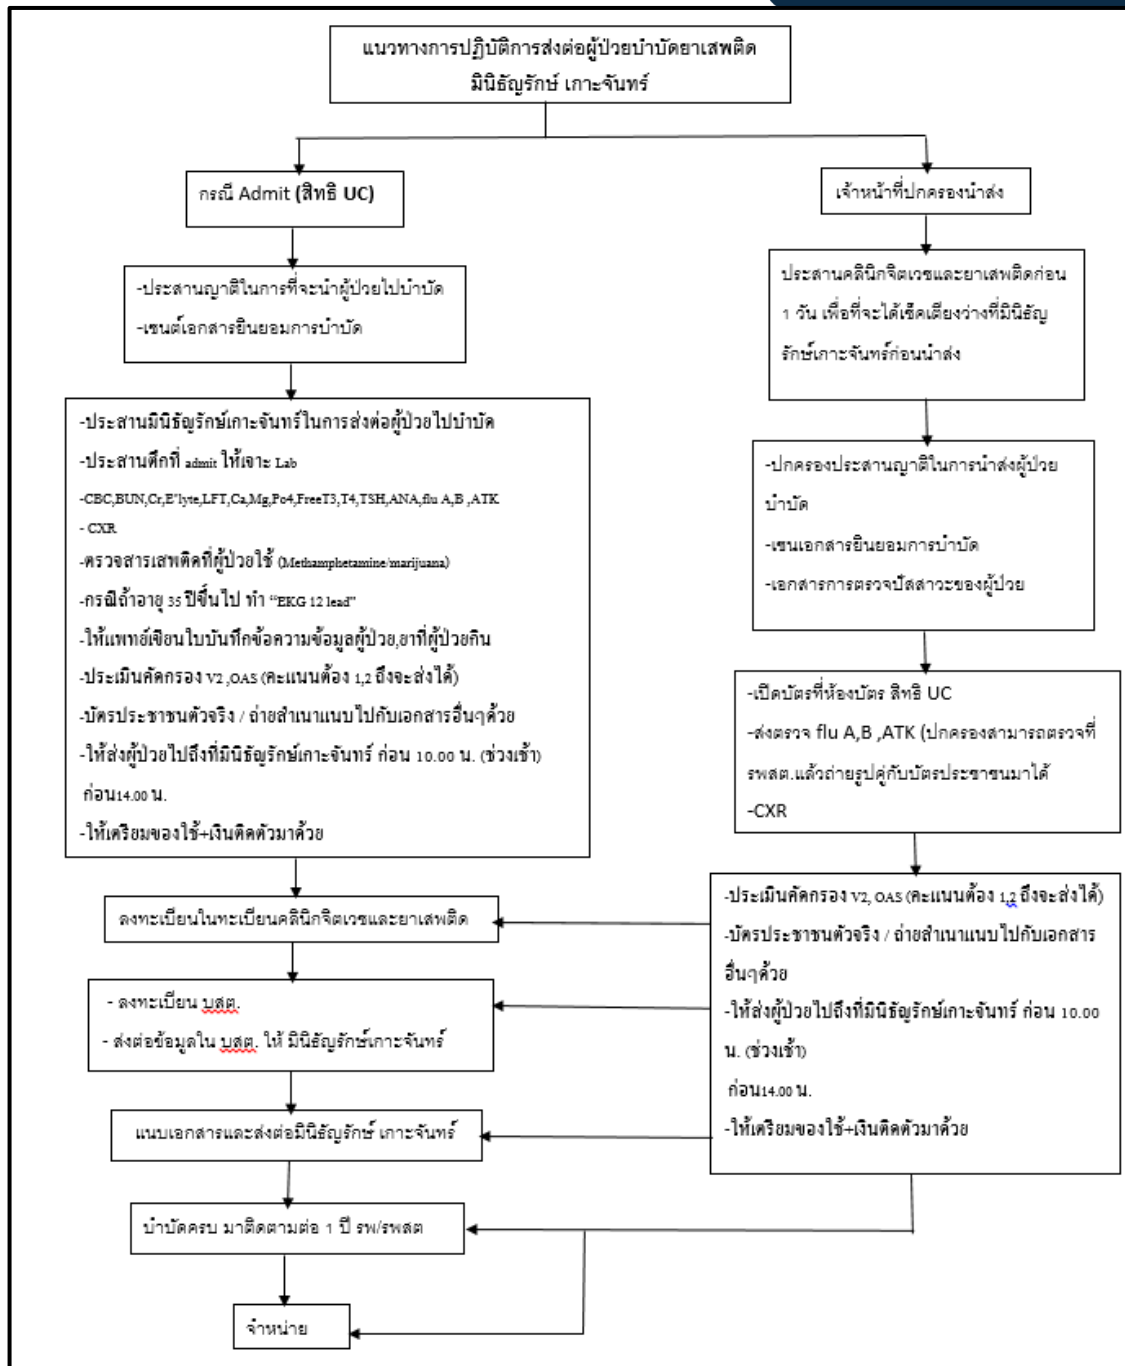 แนวทางการปฏิบัติการส่งต่อผู้ป่วยบำบัดยาเสพติด
มินิธัญรักษ์ เกาะจันทร์
กรณี Admit (สิทธิ UC)
-ประสานญาติในการที่จะนำผู้ป่วยไปบำบัด
-เซนต์เอกสารยินยอมการบำบัด
-ประสานมินิธัญรักษ์เกาะจันทร์ในการส่งต่อผู้ป่วยไปบำบัด
-ประสานตึกที่ admit ให้เจาะ Lab
-CBC,BUN,Cr,E'lyte,LFT,Ca,Mg,Po4,FreeT3,T4,TSH,ANA,flu A,B ,ATK
- CXR
-ตรวจสารเสพติดที่ผู้ป่วยใช้ (Methamphetamine/marijuana)
-กรณีถ้าอายุ 35 ปีขึ้นไป ทำ “EKG 12 lead”
-ให้แพทย์เขียนใบบันทึกข้อความข้อมูลผู้ป่วย,ยาที่ผู้ป่วยกิน
-ประเมินคัดกรอง V2 ,OAS (คะแนนต้อง 1,2 ถึงจะส่งได้)
-บัตรประชาชนตัวจริง / ถ่ายสำเนาแนบไปกับเอกสารอื่นๆด้วย
-ให้ส่งผู้ป่วยไปถึงที่มินิธัญรักษ์เกาะจันทร์ ก่อน 10.00 น. (ช่วงเช้า)
ก่อน14.00 น.
-ให้เตรียมของใช้+เงินติดตัวมาด้วย
ลงทะเบียนในทะเบียนคลินิกจิตเวชและยาเสพติด
- ลงทะเบียน บสต.
- ส่งต่อข้อมูลใน บสต. ให้ มินิธัญรักษ์เกาะจันทร์
แนบเอกสารและส่งต่อมินิธัญรักษ์ เกาะจันทร์
บำบัดครบ มาติดตามต่อ 1 ปี รพ/รพสต
จำหน่าย
เจ้าหน้าที่ปกครองนำส่ง
ประสานคลินิกจิตเวชและยาเสพติดก่อน
1 วัน เพื่อที่จะได้เช็คเตียงว่างที่มินิธัญ
รักษ์เกาะจันทร์ก่อนนำส่ง
-ปกครองประสานญาติในการนำส่งผู้ป่วย
บำบัด
-เซนเอกสารยินยอมการบำบัด
-เอกสารการตรวจปัสสาวะของผู้ป่วย
-เปิดบัตรที่ห้องบัตร สิทธิ UC
-ส่งตรวจ flu A,B ,ATK (ปกครองสามารถตรวจที่
รพสต.แล้วถ่ายรูปคู่กับบัตรประชาชนมาได้
-CXR
-ประเมินคัดกรอง V2, OAS (คะแนนต้อง 1,2 ถึงจะส่งได้)
-บัตรประชาชนตัวจริง / ถ่ายสำเนาแนบไปกับเอกสาร
อื่นๆด้วย
-ให้ส่งผู้ป่วยไปถึงที่มินิธัญรักษ์เกาะจันทร์ ก่อน 10.00
น. (ช่วงเช้า)
ก่อน14.00 น.
-ให้เตรียมของใช้+เงินติดตัวมาด้วย